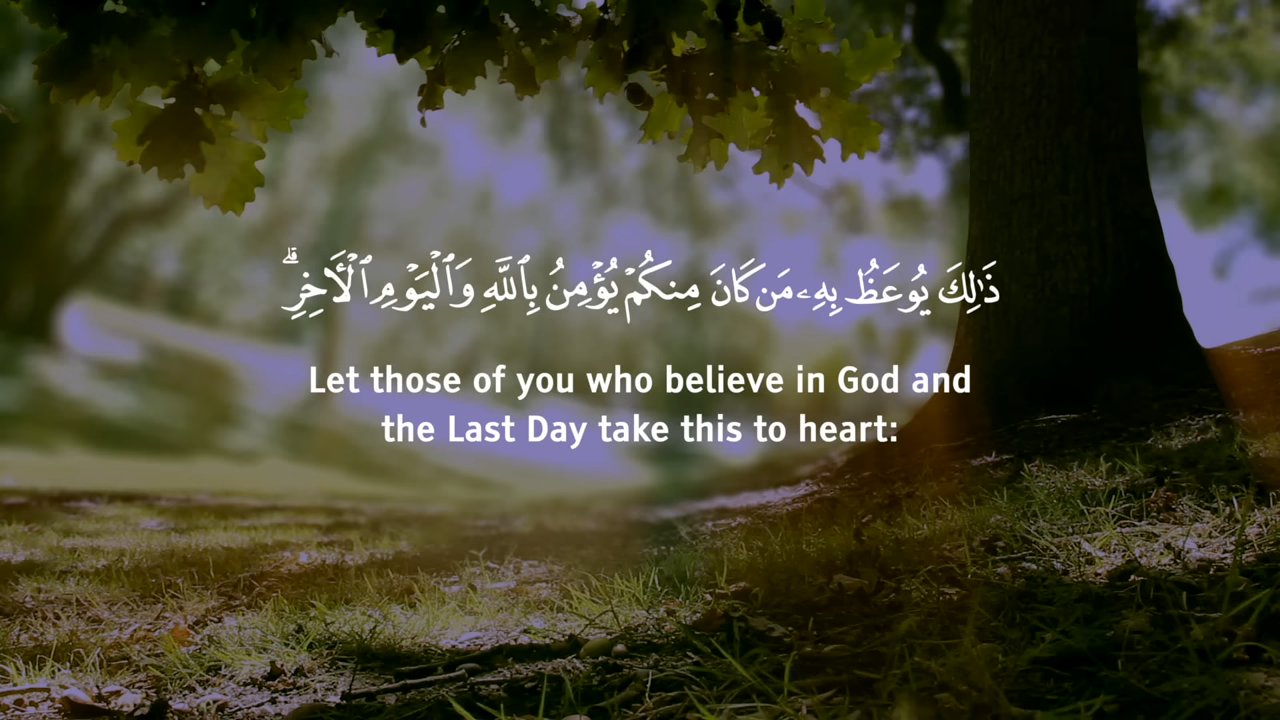 ذَٰلِكَ يُوعَظُ بِهِۦ مَن كَانَ مِنكُمْ يُؤْمِنُ بِٱللَّهِ وَٱلْيَوْمِ ٱلْـَٔاخِرِ ۗ
Let those of you who believe in God and
the Last Day take this to heart: